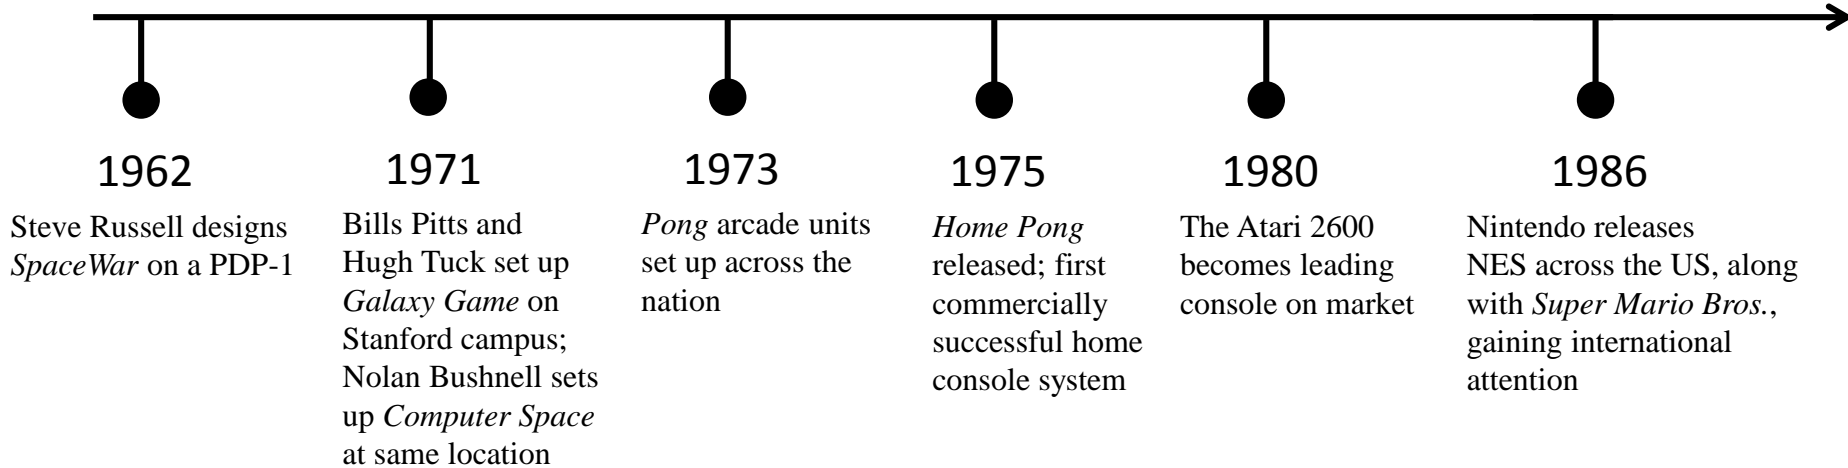 1962
Steve Russell designs
SpaceWar on a PDP-1
1971
Bills Pitts and
Hugh Tuck set up
Galaxy Game on
Stanford campus;
Nolan Bushnell sets
up Computer Space
at same location
1973
Pong arcade units
set up across the
nation
1975
Home Pong
released; first
commercially
successful home
console system
1980
The Atari 2600
becomes leading
console on market
1986
Nintendo releases
NES across the US, along
with Super Mario Bros.,
gaining international
attention